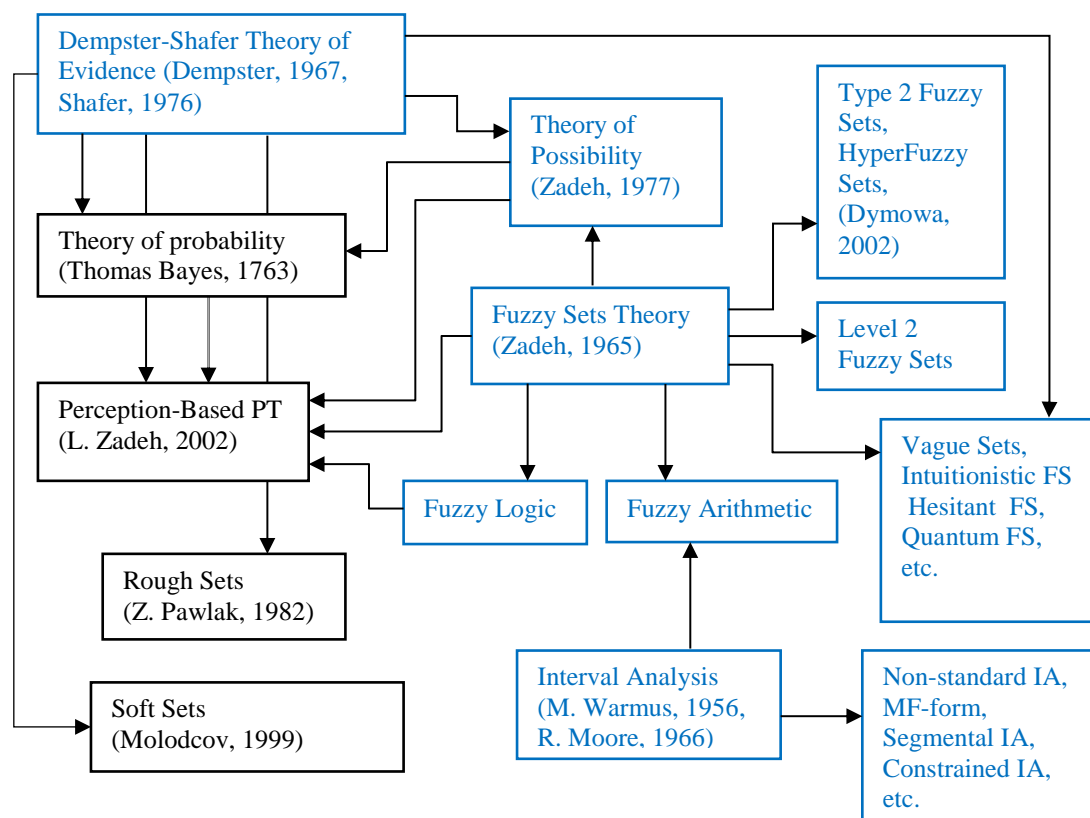 Dempster-Shafer Theory of
Evidence (Dempster, 1967,
Shafer, 1976)
Type 2 Fuzzy
Sets,
HyperFuzzy
Sets,
(Dymowa,
2002)
Theory of
Possibility
(Zadeh, 1977)
Theory of probability
(Thomas Bayes, 1763)
Fuzzy Sets Theory
(Zadeh, 1965)
Level 2
Fuzzy Sets
Perception-Based PT
(L. Zadeh, 2002)
Vague Sets,
Intuitionistic FS
Hesitant FS,
Quantum FS,
etc.
Fuzzy Logic
Fuzzy Arithmetic
Rough Sets
(Z. Pawlak, 1982)
Interval Analysis
(M. Warmus, 1956,
R. Moore, 1966)
Non-standard IA,
MF-form,
Segmental IA,
Constrained IA,
etc.
Soft Sets
(Molodcov, 1999)